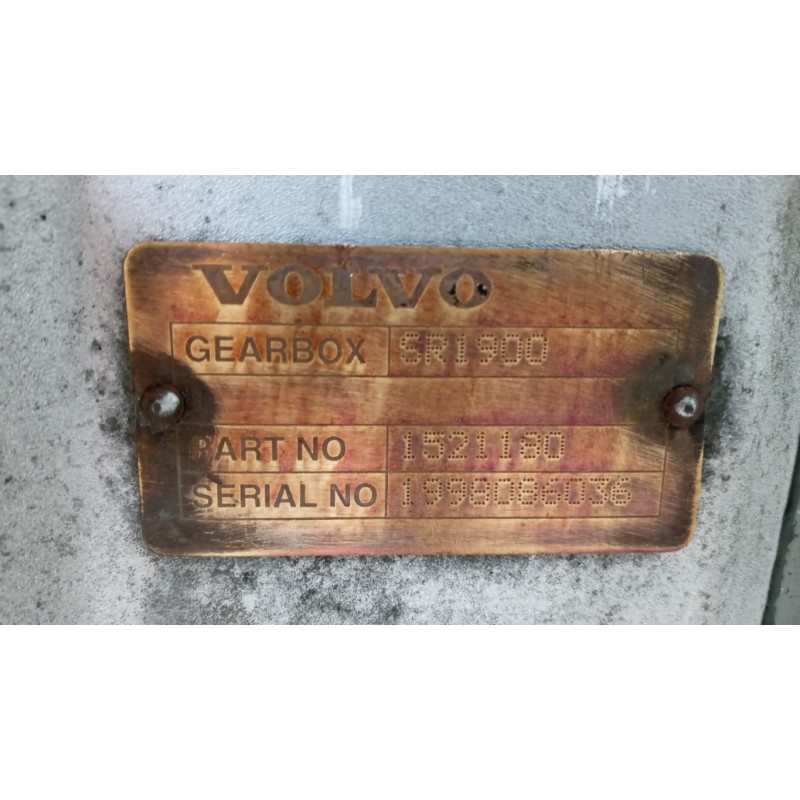 VOLVO
GEARBOX SR1900
PART NO 1521180
SERIAL NO 1998086036